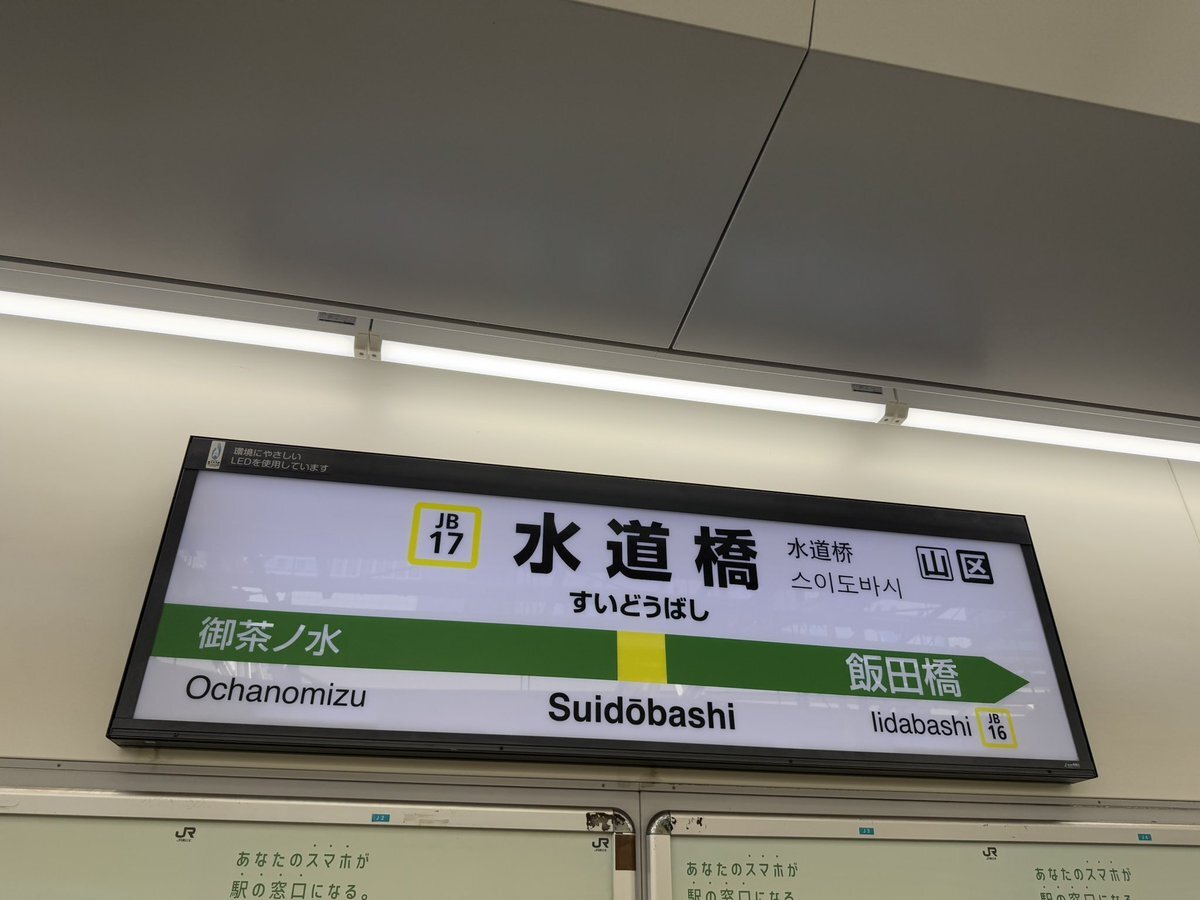 環境にやさしい
LEDを使用しています
JB
17
水道橋
水道桥
스이도바시
山 区
すいどうばし
御茶ノ水
飯田橋
Ochanomizu
Suidōbashi
Iidabashi
JB
16
J2
J3
J4
JR
JR
JR
あなたのスマホが
駅の窓口になる。
あなたのスマホが
駅の窓口になる
あなたのスマホが
駅の窓口になる